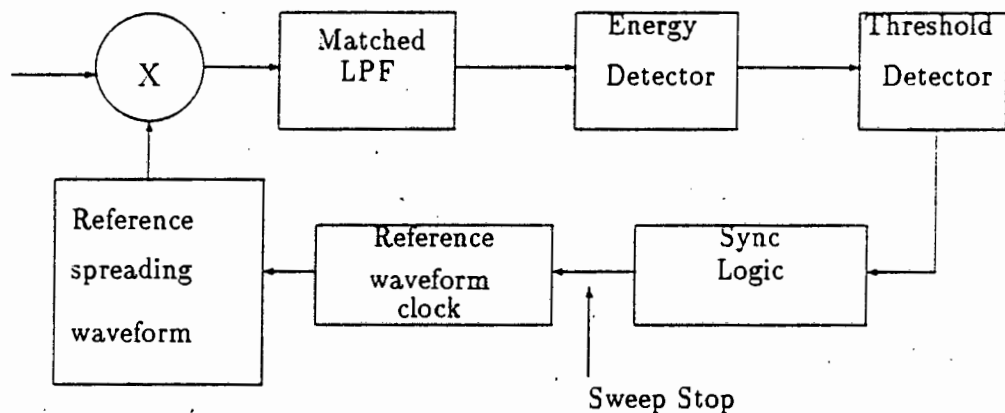 X
Matched
LPF
Energy
Detector
Threshold
Detector
Reference
spreading
waveform
Reference
waveform
clock
Sync
Logic
Sweep Stop